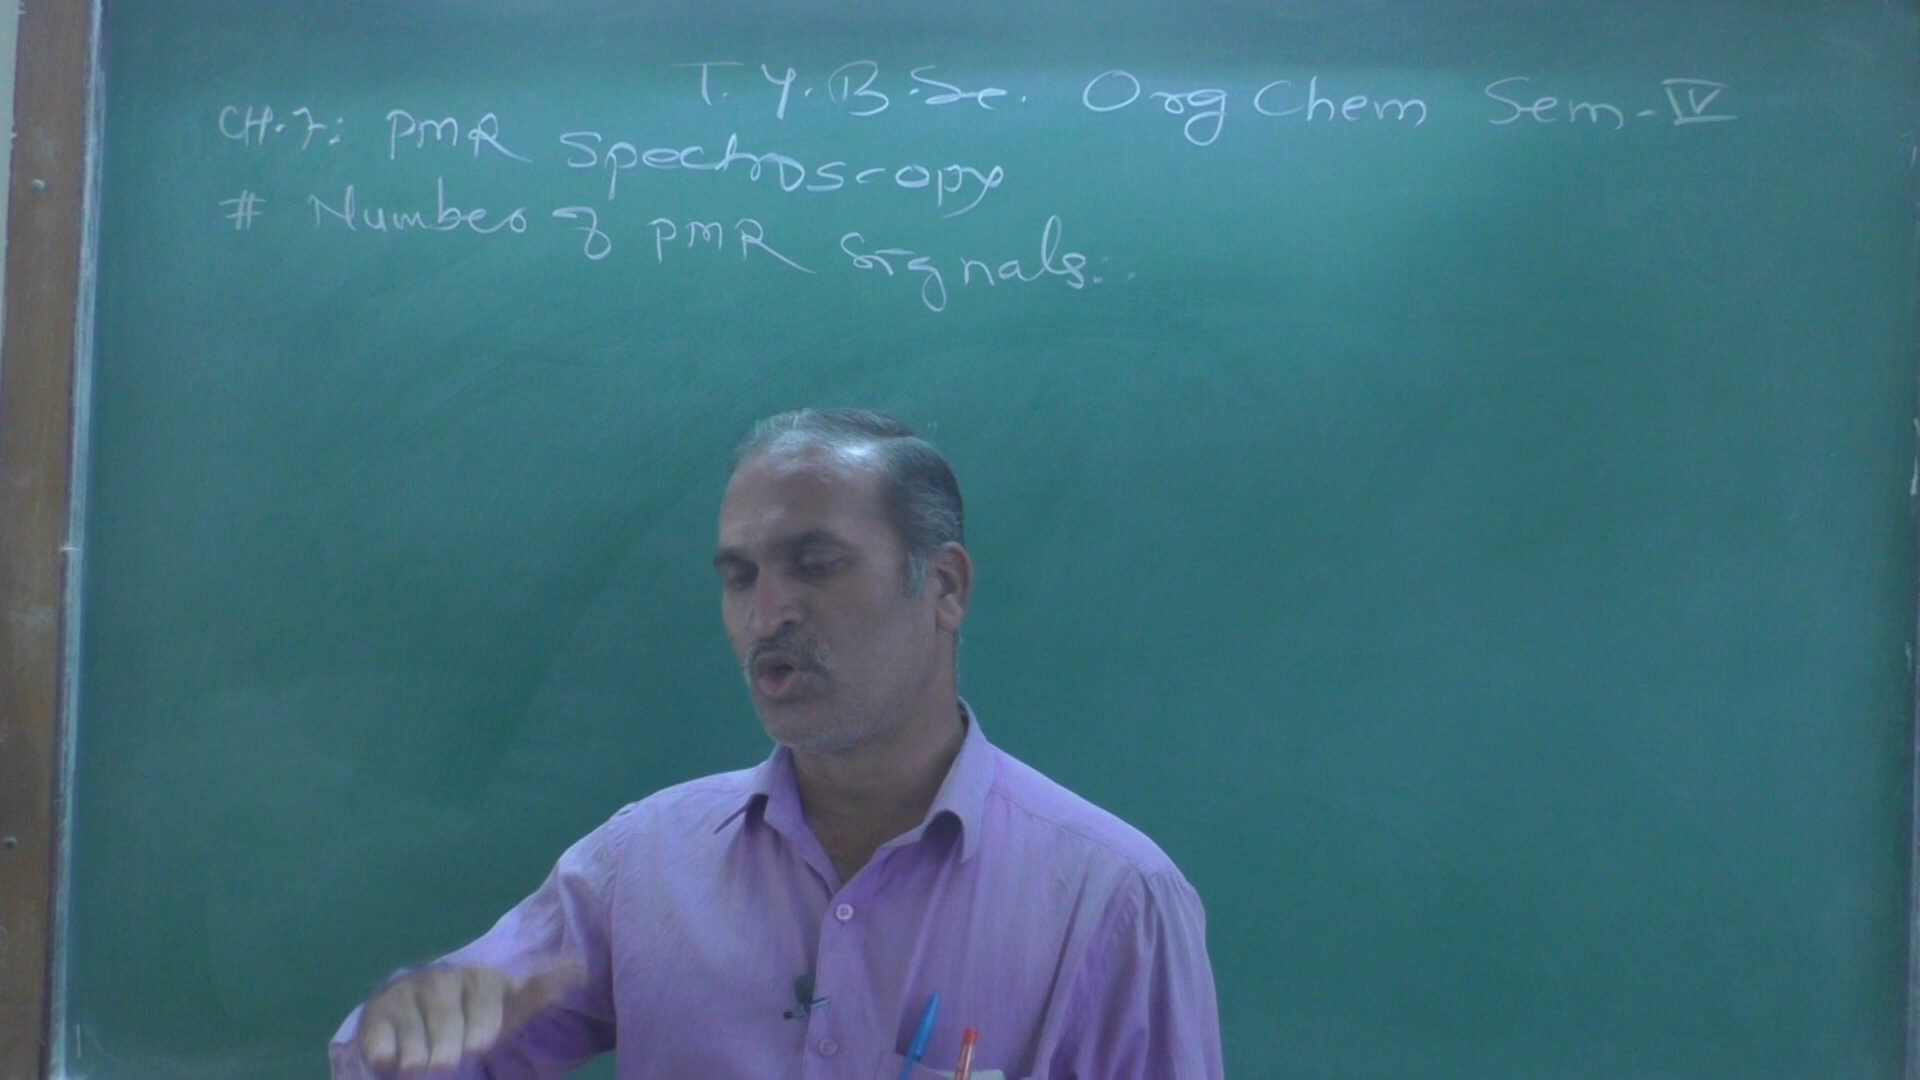 T.Y.B.Sc. Org Chem Sem-IV
CH.7: PMR Spectroscopy
# Number of PMR Signals: